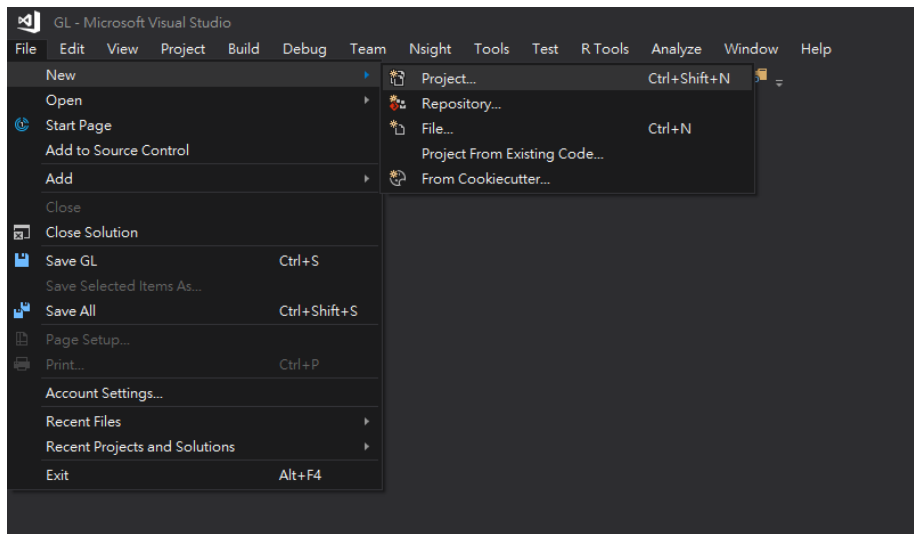 GL - Microsoft Visual Studio
File Edit View Project Build Debug Team Nsight Tools Test R Tools Analyze Window Help
New
Open
Start Page
Add to Source Control
Add
Close
Close Solution
Save GL Ctrl+S
Save Selected Items As...
Save All Ctrl+Shift+S
Page Setup...
Print... Ctrl+P
Account Settings...
Recent Files
Recent Projects and Solutions
Exit Alt+F4
Project... Ctrl+Shift+N
Repository...
File... Ctrl+N
Project From Existing Code...
From Cookiecutter...